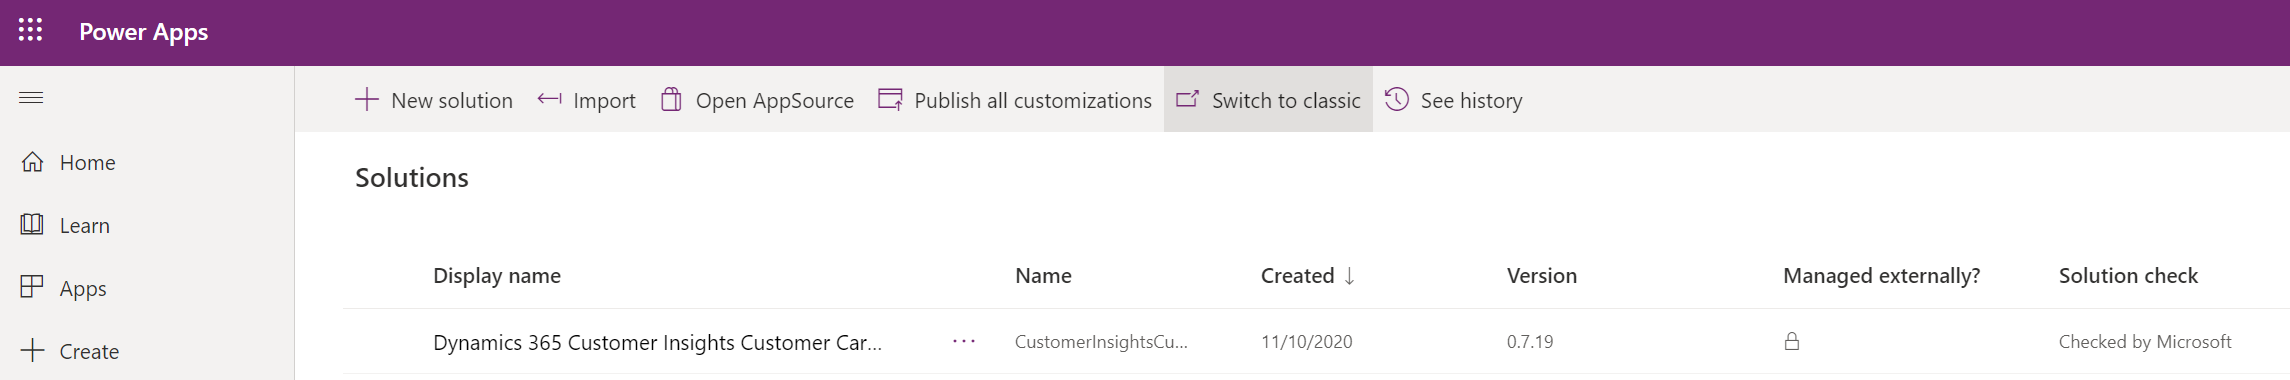 Power Apps
New solution Import Open AppSource Publish all customizations Switch to classic See history
Home
Learn
Apps
Create
Solutions
Display name Name Created Version Managed externally? Solution check
Dynamics 365 Customer Insights Customer Car... CustomerInsightsCu... 11/10/2020 0.7.19 Checked by Microsoft